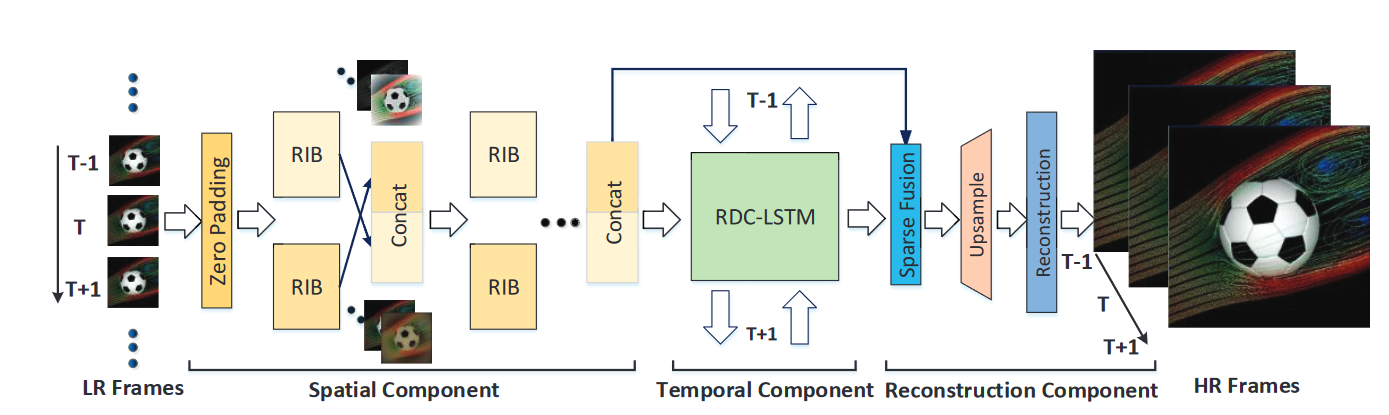 T-1
T
T+1
LR Frames
Zero Padding
RIB
RIB
Concat
RIB
RIB
Concat
Spatial Component
T-1
RDC-LSTM
T+1
Temporal Component
Sparse Fusion
Upsample
Reconstruction
Reconstruction Component
T-1
T
T+1
HR Frames